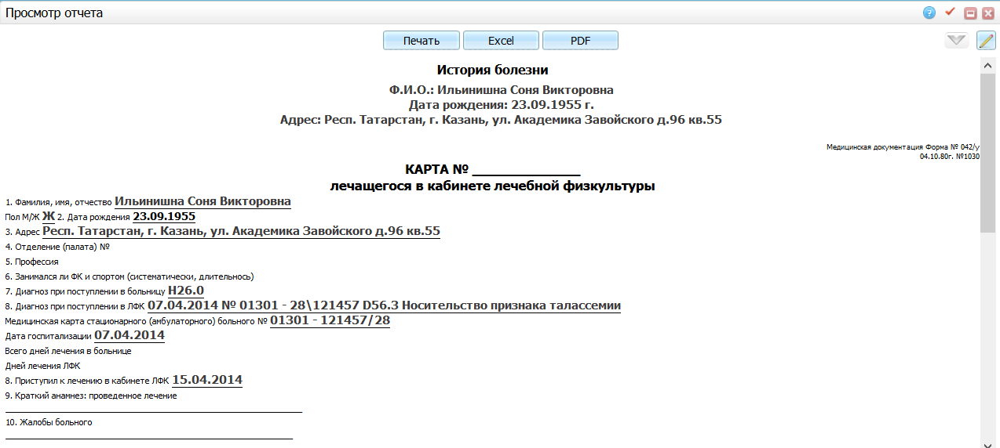 Просмотр отчета
Печать Excel PDF
История болезни
Ф.И.О.: Ильинишна Соня Викторовна
Дата рождения: 23.09.1955 г.
Адрес: Респ. Татарстан, г. Казань, ул. Академика Завойского д.96 кв.55
Медицинская документация Форма № 042/у
04.10.80г. №1030
КАРТА № _____________
лечащегося в кабинете лечебной физкультуры
1. Фамилия, имя, отчество Ильинишна Соня Викторовна
Пол М/Ж Ж 2. Дата рождения 23.09.1955
3. Адрес Респ. Татарстан, г. Казань, ул. Академика Завойского д.96 кв.55
4. Отделение (палата) №
5. Профессия
6. Занимался ли ФК и спортом (систематически, длительнось)
7. Диагноз при поступлении в больницу H26.0
8. Диагноз при поступлении в ЛФК 07.04.2014 № 01301 - 28\121457 D56.3 Носительство признака талассемии
Медицинская карта стационарного (амбулаторного) больного № 01301 - 121457/28
Дата госпитализации 07.04.2014
Всего дней лечения в больнице
Дней лечения ЛФК
8. Приступил к лечению в кабинете ЛФК 15.04.2014
9. Краткий анамнез: проведенное лечение
10. Жалобы больного